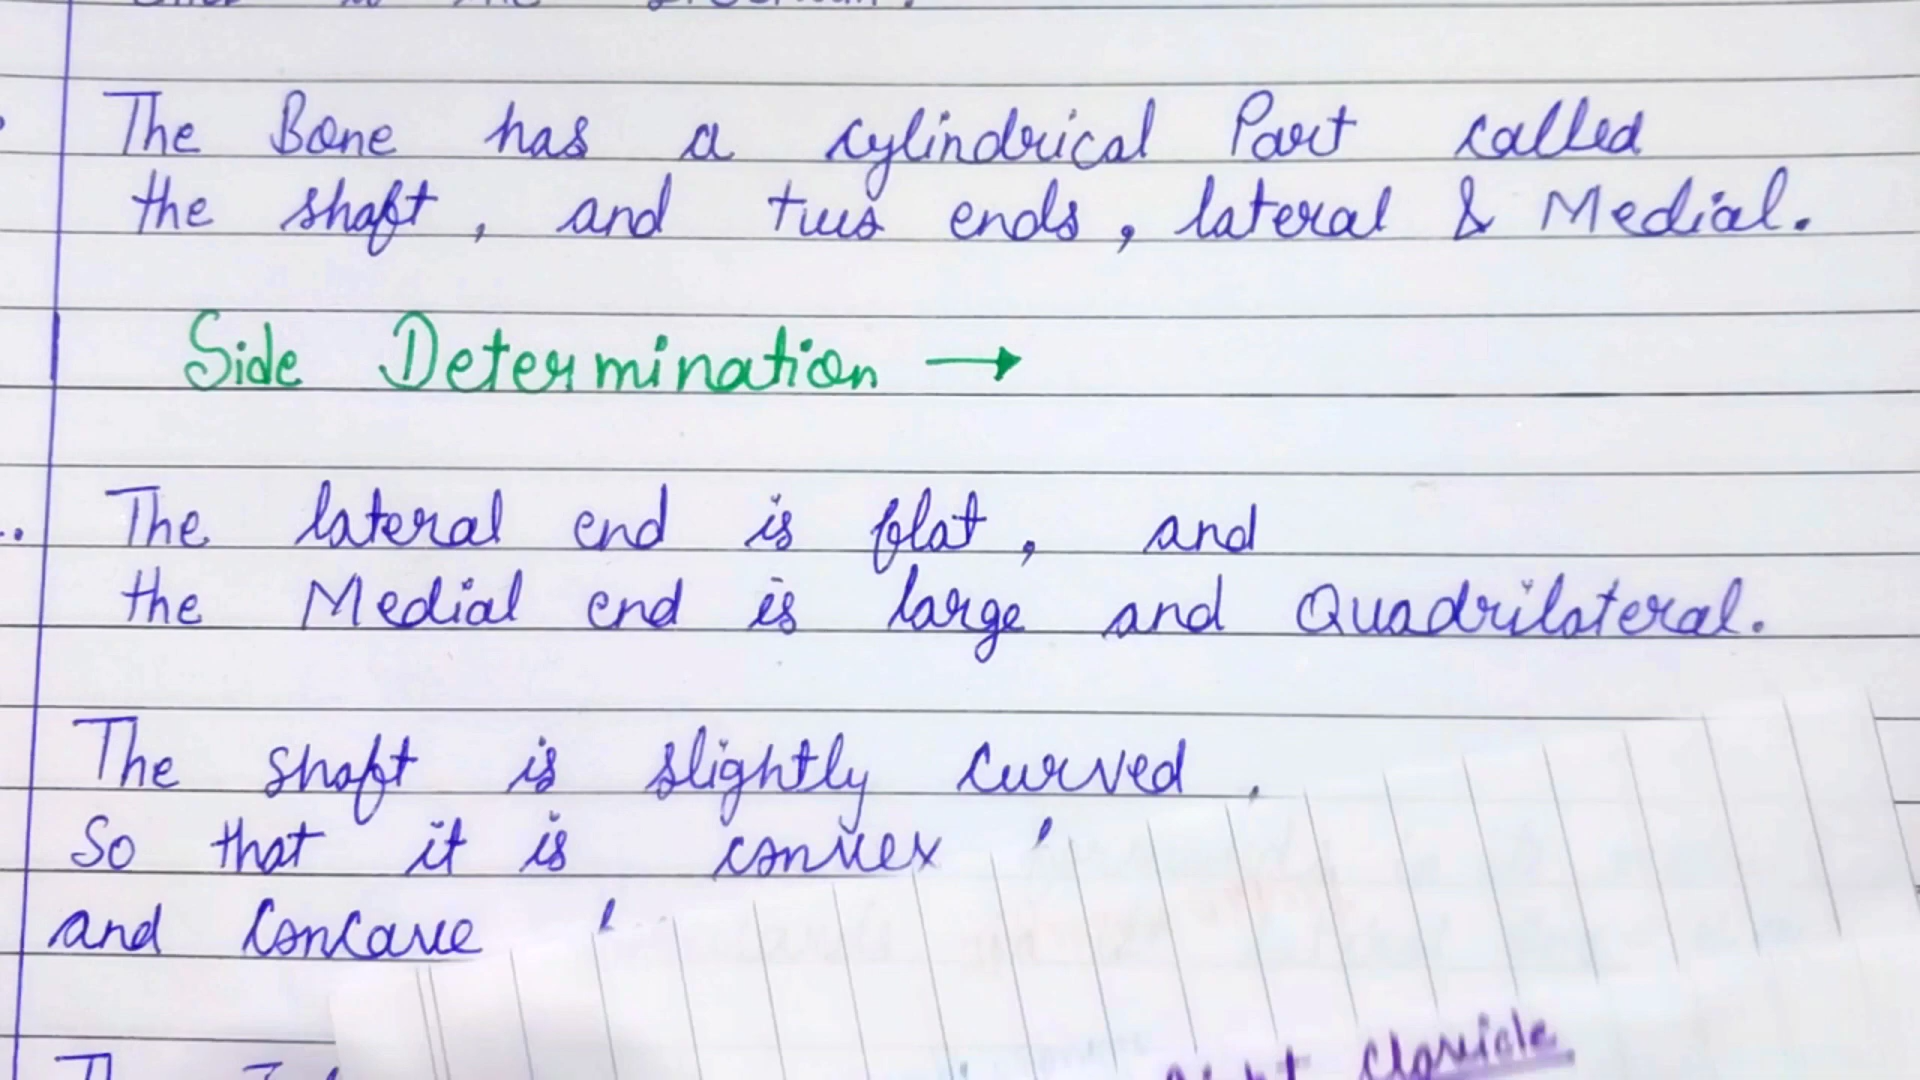 The Bone has a cylindrical Part called
the shaft, and two ends, lateral & Medial.
Side Determination →
The lateral end is flat, and
the Medial end is large and Quadrilateral.
The shaft is slightly curved,
So that it is convex
and Concave
Clavicle